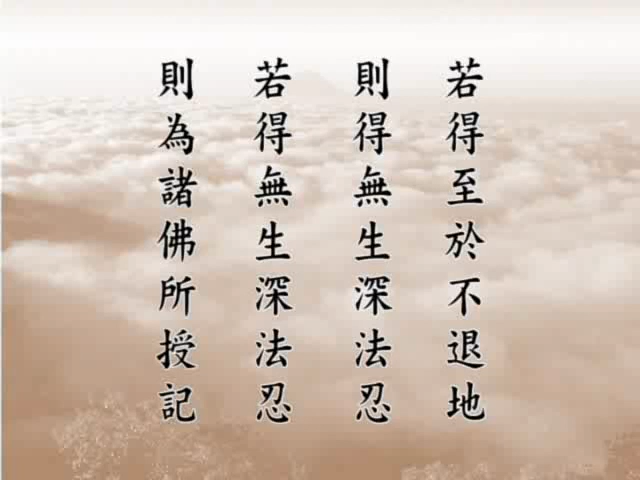 若得至於不退地
則得無生深法忍
若得無生深法忍
則為諸佛所授記